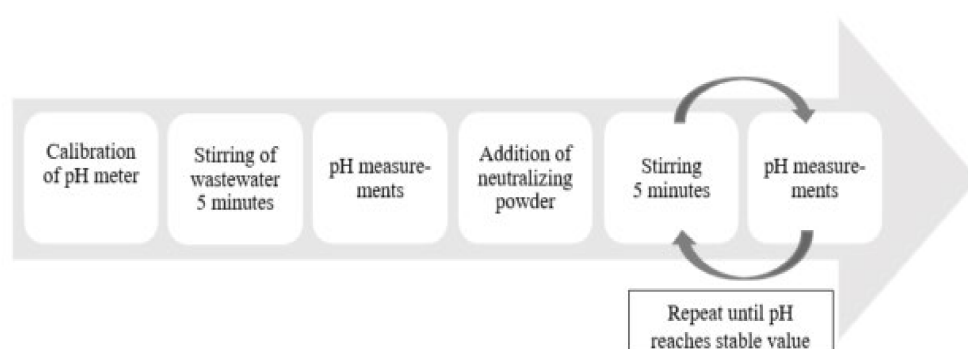 Calibration
of pH meter
Stirring of
wastewater
5 minutes
pH measure-
ments
Addition of
neutralizing
powder
Stirring
5 minutes
pH measure-
ments
Repeat until pH
reaches stable value